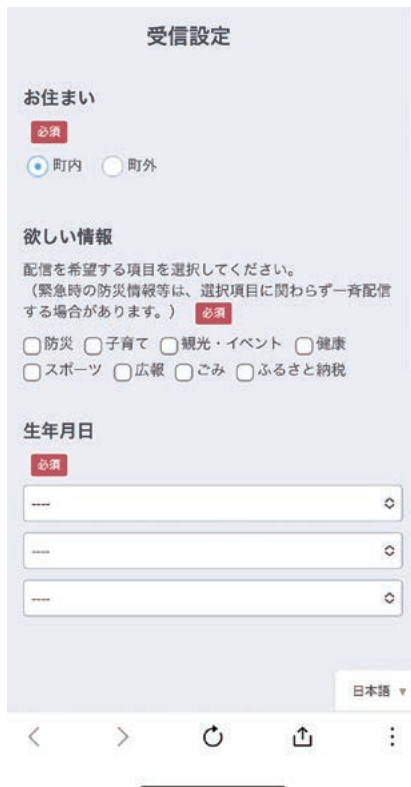 受信設定
お住まい
必須
町内 町外
欲しい情報
配信を希望する項目を選択してください。
（緊急時の防災情報等は、選択項目に関わらず一斉配信
する場合があります。） 必須
防災 子育て 観光・イベント 健康
スポーツ 広報 ごみ ふるさと納税
生年月日
必須
----
----
----
日本語 ▼